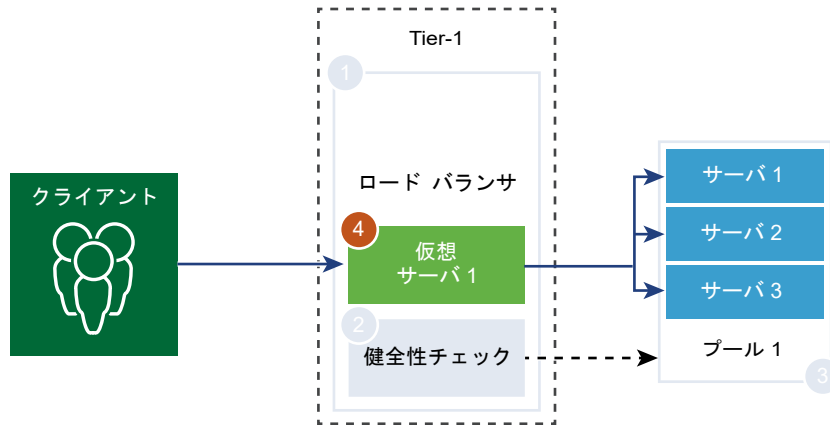 Tier-1
1
ロード バランサ
クライアント
4
仮想
サーバ 1
2
健全性チェック
サーバ 1
サーバ 2
サーバ 3
プール 1
3